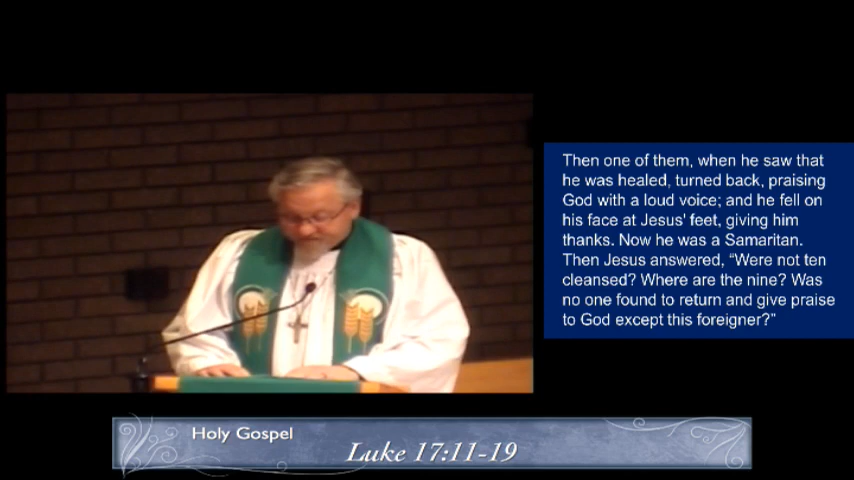 Then one of them, when he saw that
he was healed, turned back, praising
God with a loud voice; and he fell on
his face at Jesus' feet, giving him
thanks. Now he was a Samaritan.
Then Jesus answered, “Were not ten
cleansed? Where are the nine? Was
no one found to return and give praise
to God except this foreigner?”
Holy Gospel
Luke 17:11-19